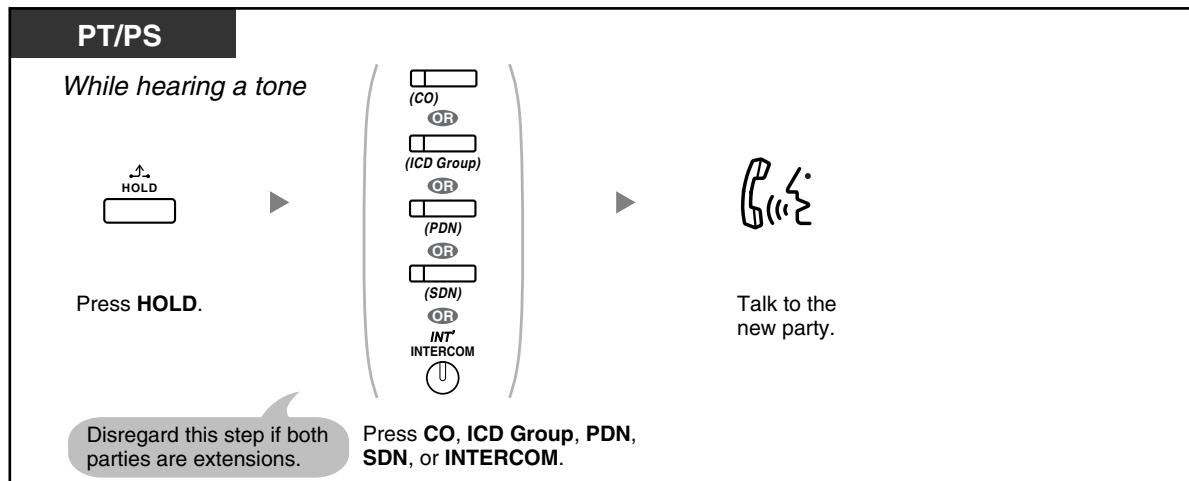 PT/PS
While hearing a tone
HOLD
Press HOLD.
(CO)
OR
(ICD Group)
OR
(PDN)
OR
(SDN)
OR
INT'
INTERCOM
Disregard this step if both
parties are extensions.
Press CO, ICD Group, PDN,
SDN, or INTERCOM.
Talk to the
new party.